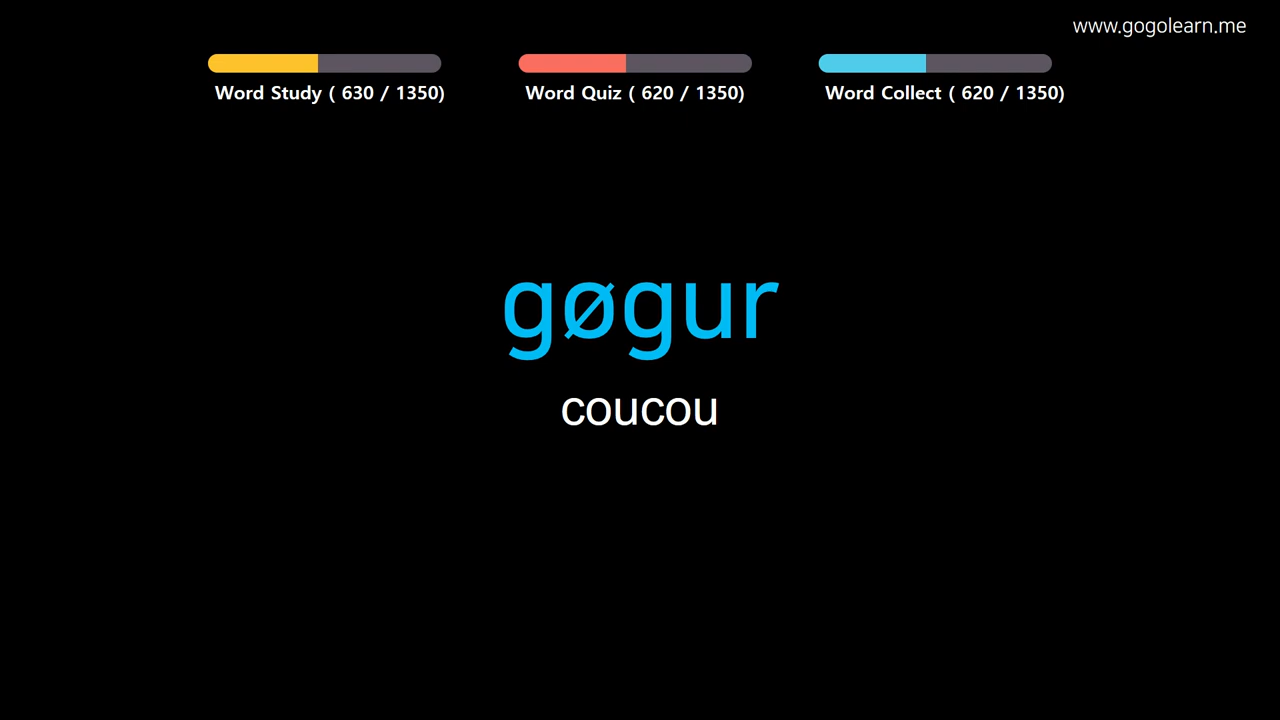 www.gogolearn.me
Word Study ( 630 / 1350)
Word Quiz ( 620 / 1350)
Word Collect ( 620 / 1350)
gøgur
coucou